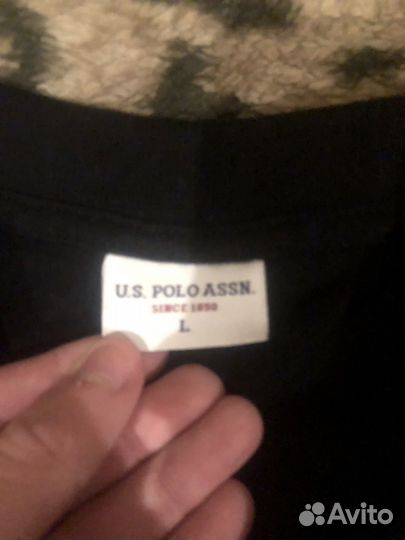 U.S. POLO ASSN.
SINCE 1890
L
Avito